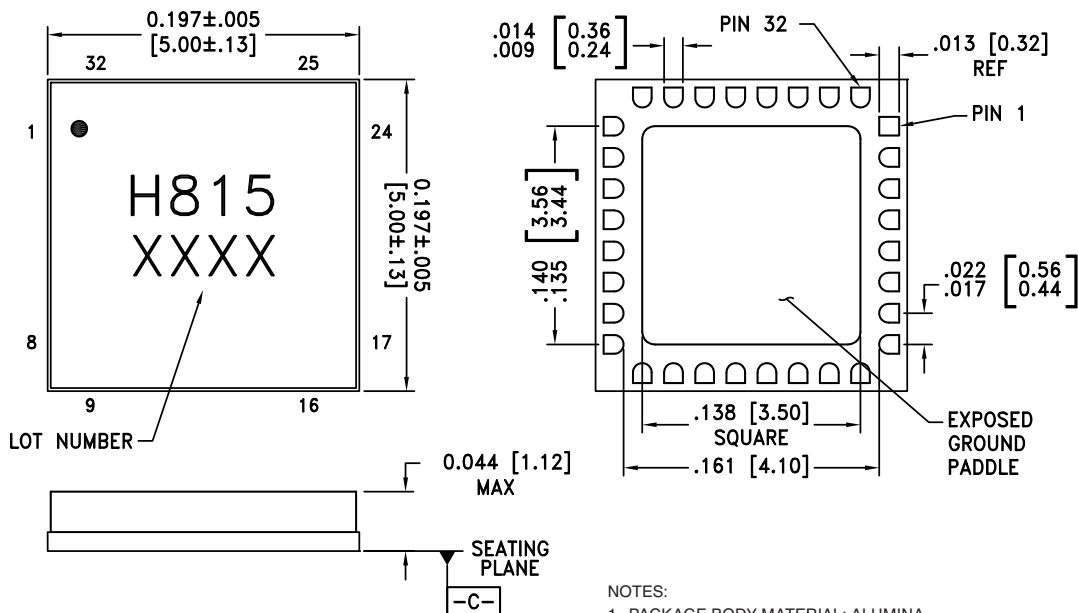 0.197±.005
[5.00±.13]
32
25
1
24
H815
XXXX
0.197±.005
[5.00±.13]
8
17
9
16
LOT NUMBER
.014 [0.36
.009 0.24]
PIN 32
.013 [0.32]
REF
PIN 1
[3.56
3.44]
.140
.135
.022 [0.56
.017 0.44]
.138 [3.50]
SQUARE
.161 [4.10]
EXPOSED
GROUND
PADDLE
0.044 [1.12]
MAX
SEATING
PLANE
-C-
NOTES:
1. PACKAGE BODY MATERIAL: ALUMINA